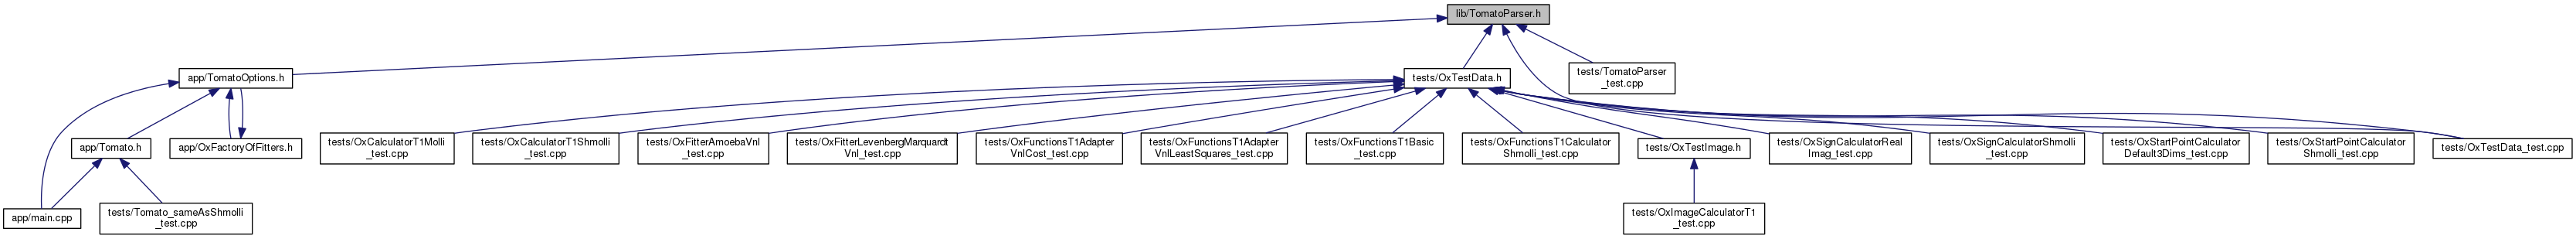 lib/TomatoParser.h
app/TomatoOptions.h
tests/OxTestData.h
tests/TomatoParser
_test.cpp
app/Tomato.h
app/OxFactoryOfFitters.h
tests/OxCalculatorT1Molli
_test.cpp
tests/OxCalculatorT1Shmolli
_test.cpp
tests/OxFitterAmoebaVnl
_test.cpp
tests/OxFitterLevenbergMarquardt
Vnl_test.cpp
tests/OxFunctionsT1Adapter
VnlCost_test.cpp
tests/OxFunctionsT1Adapter
VnlLeastSquares_test.cpp
tests/OxFunctionsT1Basic
_test.cpp
tests/OxFunctionsT1Calculator
Shmolli_test.cpp
tests/OxTestImage.h
tests/OxSignCalculatorReal
Imag_test.cpp
tests/OxSignCalculatorShmolli
_test.cpp
tests/OxStartPointCalculator
Default3Dims_test.cpp
tests/OxStartPointCalculator
Shmolli_test.cpp
tests/OxTestData_test.cpp
app/main.cpp
tests/Tomato_sameAsShmolli
_test.cpp
tests/OxImageCalculatorT1
_test.cpp